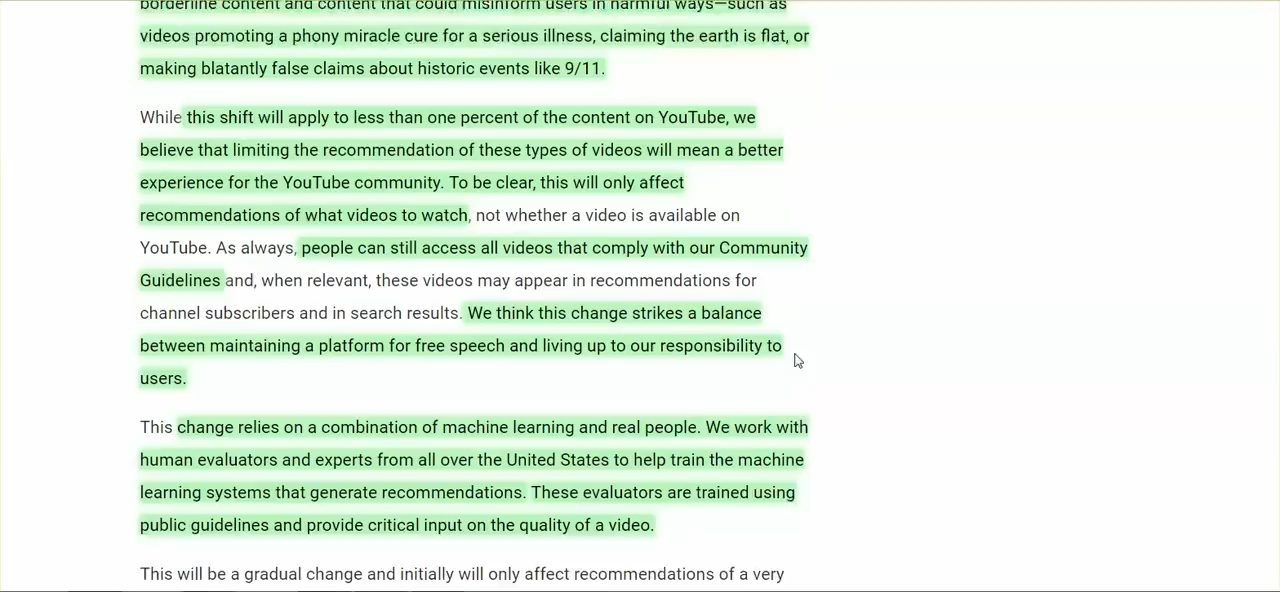 borderline content and content that could misinform users in harmful ways—such as
videos promoting a phony miracle cure for a serious illness, claiming the earth is flat, or
making blatantly false claims about historic events like 9/11.
While this shift will apply to less than one percent of the content on YouTube, we
believe that limiting the recommendation of these types of videos will mean a better
experience for the YouTube community. To be clear, this will only affect
recommendations of what videos to watch, not whether a video is available on
YouTube. As always, people can still access all videos that comply with our Community
Guidelines and, when relevant, these videos may appear in recommendations for
channel subscribers and in search results. We think this change strikes a balance
between maintaining a platform for free speech and living up to our responsibility to
users.
This change relies on a combination of machine learning and real people. We work with
human evaluators and experts from all over the United States to help train the machine
learning systems that generate recommendations. These evaluators are trained using
public guidelines and provide critical input on the quality of a video.
This will be a gradual change and initially will only affect recommendations of a very